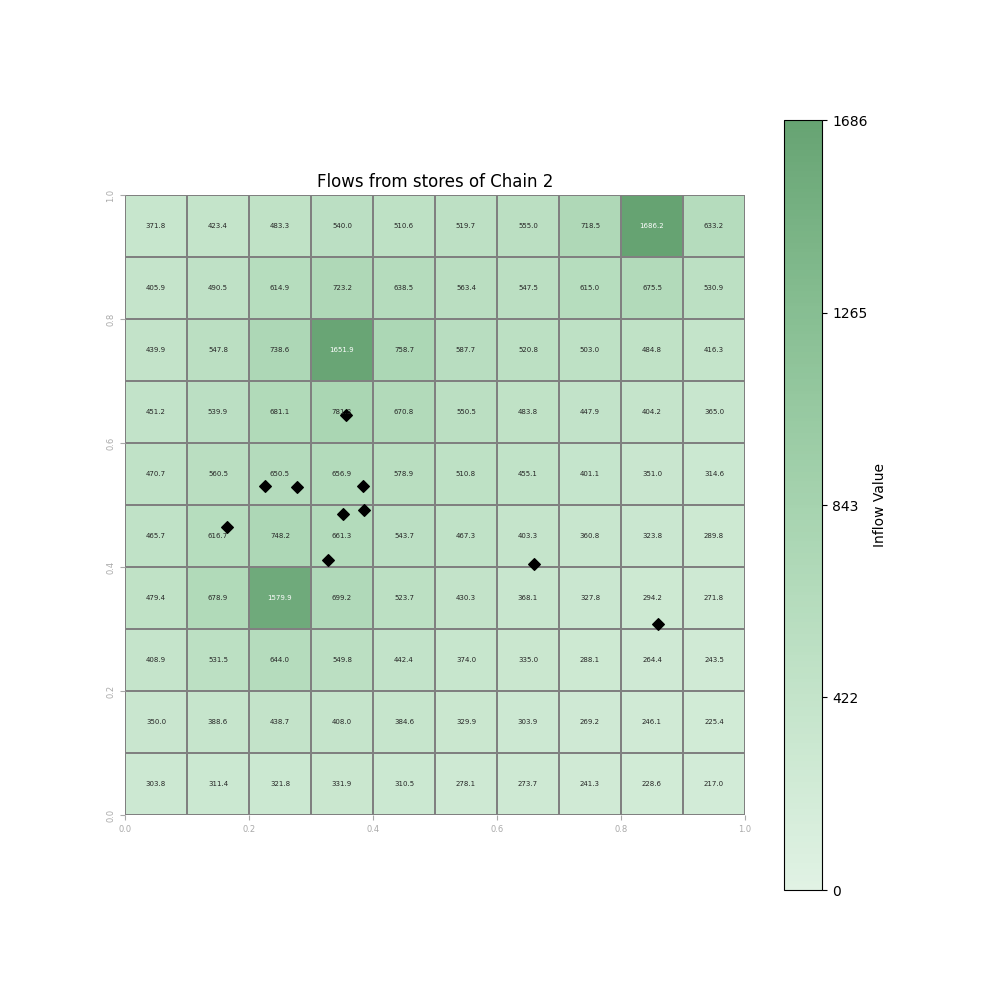 Flows from stores of Chain 2
1.0
371.8 423.4 483.3 540.0 510.6 519.7 555.0 718.5 1686.2 633.2
405.9 490.5 614.9 723.2 638.5 563.4 547.5 615.0 675.5 530.9
0.8
439.9 547.8 738.6 1651.9 758.7 587.7 520.8 503.0 484.8 416.3
451.2 539.9 681.1 670.8 550.5 483.8 447.9 404.2 365.0
0.6
470.7 560.5 650.5 656.9 578.9 510.8 455.1 401.1 351.0 314.6
465.7 616.7 748.2 661.3 543.7 467.3 403.3 360.8 323.8 289.8
0.4
479.4 678.9 1579.9 699.2 523.7 430.3 368.1 327.8 294.2 271.8
408.9 531.5 644.0 549.8 442.4 374.0 335.0 288.1 264.4 243.5
0.2
350.0 388.6 438.7 408.0 384.6 329.9 303.9 269.2 246.1 225.4
303.8 311.4 321.8 331.9 310.5 278.1 273.7 241.3 228.6 217.0
0.0
0.0 0.2 0.4 0.6 0.8 1.0
1686
1265
843
422
0
Inflow Value